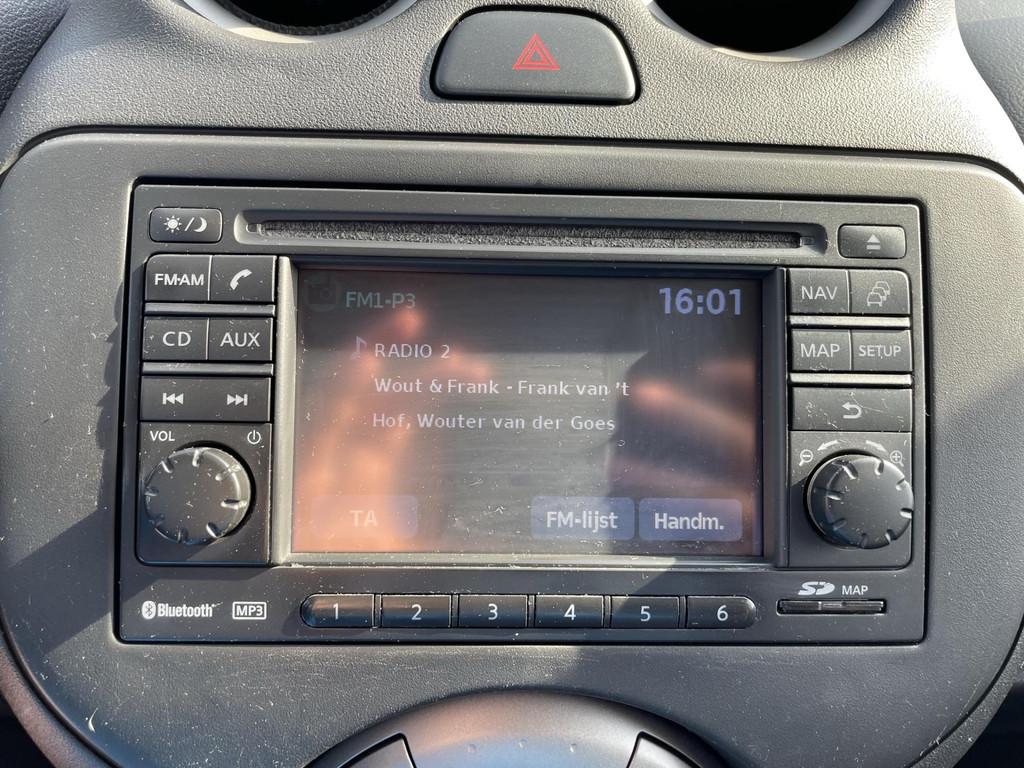 FM·AM
CD AUX
VOL
FM1-P3 16:01
RADIO 2
Wout & Frank - Frank van 't
Hof, Wouter van der Goes
TA FM-lijst Handm.
NAV
MAP SETUP
Bluetooth MP3 1 2 3 4 5 6 SD MAP